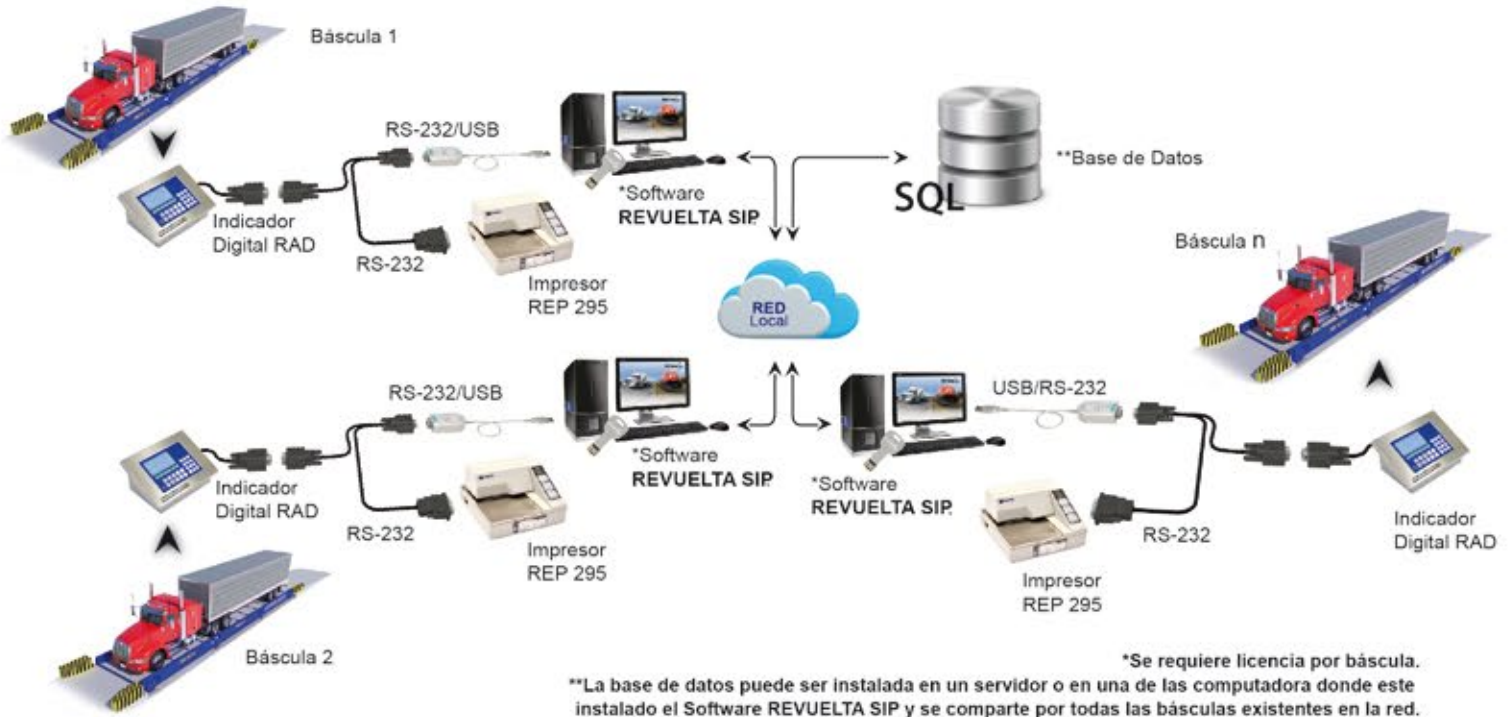 Báscula 1
RS-232/USB
*Software
REVUELTA SIP.
SQL
**Base de Datos
Indicador
Digital RAD
RS-232
Impresor
REP 295
Báscula n
RED
Local
RS-232/USB
*Software
REVUELTA SIP.
USB/RS-232
*Software
REVUELTA SIP.
Indicador
Digital RAD
RS-232
Impresor
REP 295
RS-232
Impresor
REP 295
Indicador
Digital RAD
Báscula 2
*Se requiere licencia por báscula.
**La base de datos puede ser instalada en un servidor o en una de las computadora donde este
instalado el Software REVUELTA SIP y se comparte por todas las básculas existentes en la red.